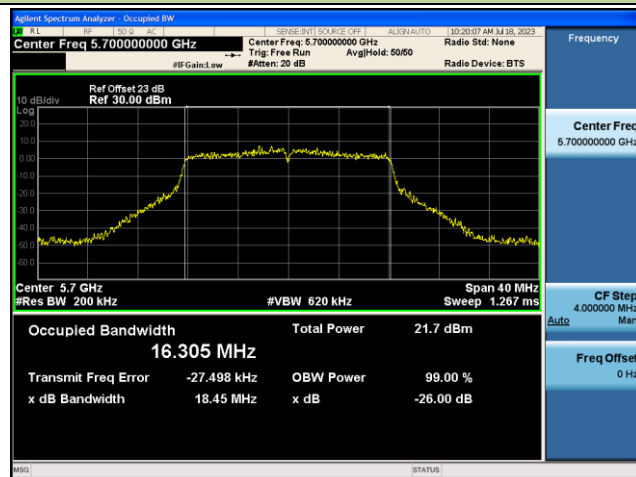 Agilent Spectrum Analyzer - Occupied BW
RL RF 50 Ω AC SENSE:INT SOURCE OFF ALIGNAUTO 10:20:07 AM Jul 18, 2023
Center Freq 5.700000000 GHz Center Freq: 5.700000000 GHz Radio Std: None Frequency
Trig: Free Run Avg|Hold: 50/50
#IFGain:Low #Atten: 20 dB Radio Device: BTS
Ref Offset 23 dB
10 dB/div Ref 30.00 dBm
Log
20.0
10.0
0.00
-10.0
-20.0
-30.0
-40.0
-50.0
-60.0
Center Freq
5.700000000 GHz
Center 5.7 GHz Span 40 MHz
#Res BW 200 kHz #VBW 620 kHz Sweep 1.267 ms
CF Step
4.000000 MHz
Auto Man
Occupied Bandwidth Total Power 21.7 dBm
16.305 MHz
Transmit Freq Error -27.498 kHz OBW Power 99.00 %
x dB Bandwidth 18.45 MHz x dB -26.00 dB
Freq Offset
0 Hz
MSG STATUS